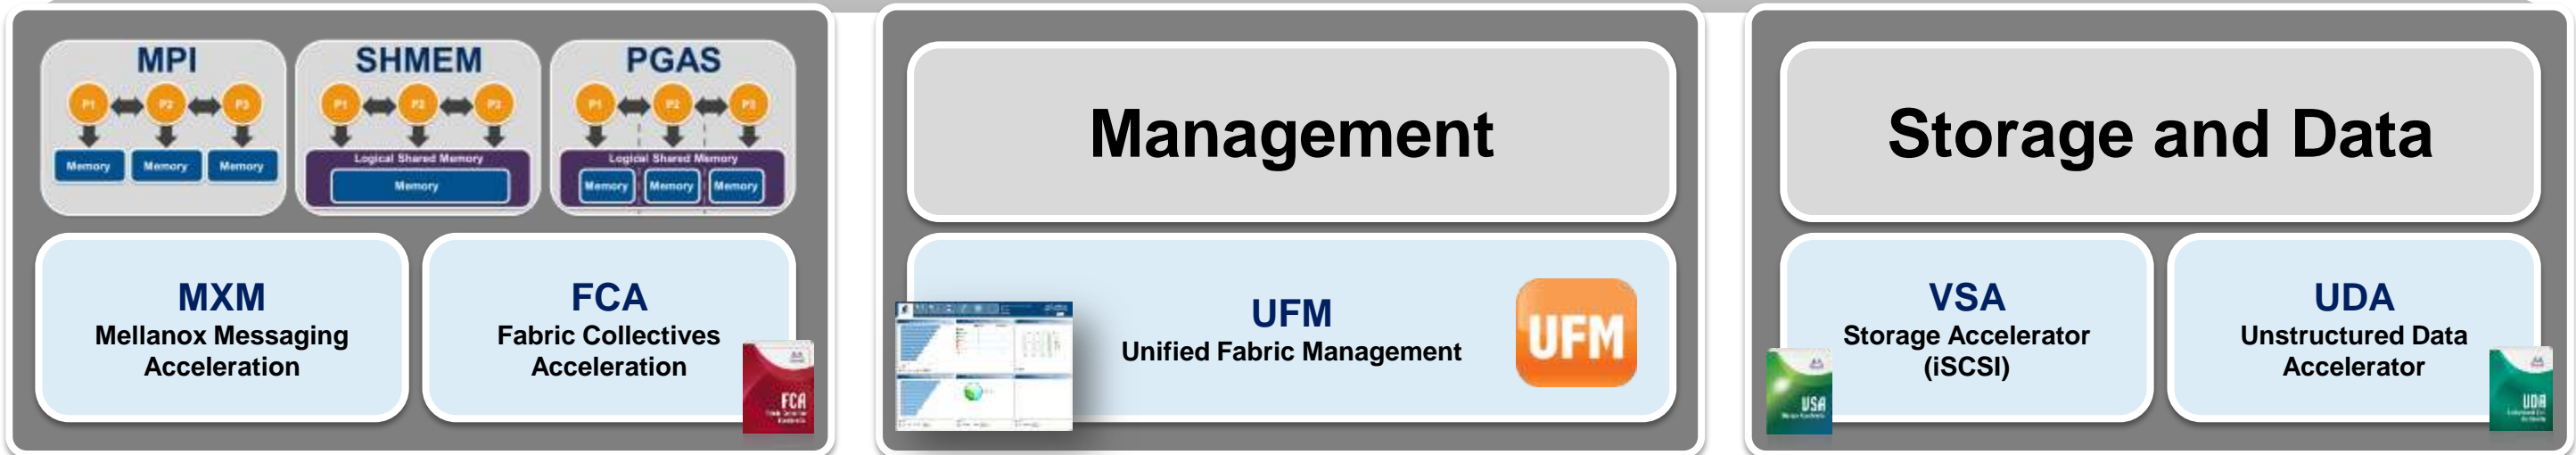 MPI
P1
P2
P3
Memory
Memory
Memory
SHMEM
P1
P2
P3
Logical Shared Memory
Memory
PGAS
P1
P2
P3
Logical Shared Memory
Memory
Memory
Memory
MXM
Mellanox Messaging
Acceleration
FCA
Fabric Collectives
Acceleration
FCA
Management
UFM
Unified Fabric Management
UFM
Storage and Data
VSA
Storage Accelerator
(iSCSI)
VSA
UDA
Unstructured Data
Accelerator
UDA